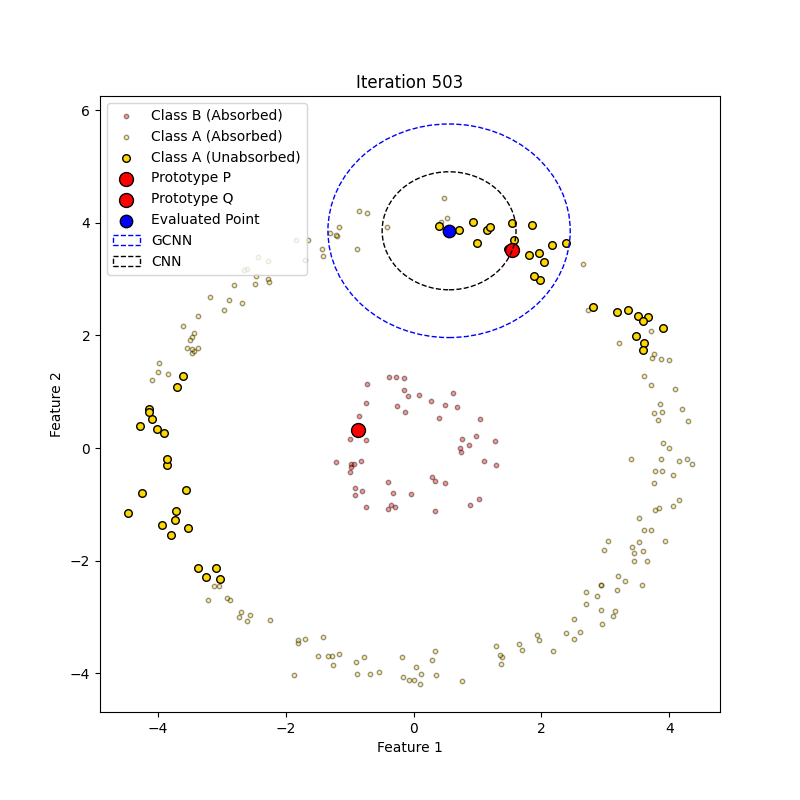 Iteration 503
Class B (Absorbed)
Class A (Absorbed)
Class A (Unabsorbed)
Prototype P
Prototype Q
Evaluated Point
GCNN
CNN
6
4
2
0
−2
−4
Feature 2
−4
−2
0
2
4
Feature 1